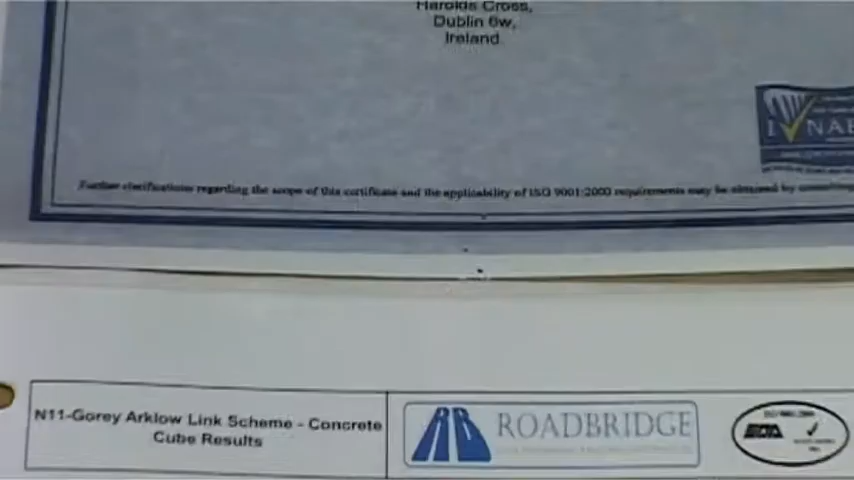 Harolds Cross,
Dublin 6w,
Ireland
Further clarifications regarding the scope of this certificate and the applicability of ISO 9001:2000 requirements may be obtained by
N11-Gorey Arklow Link Scheme - Concrete
Cube Results
ROADBRIDGE